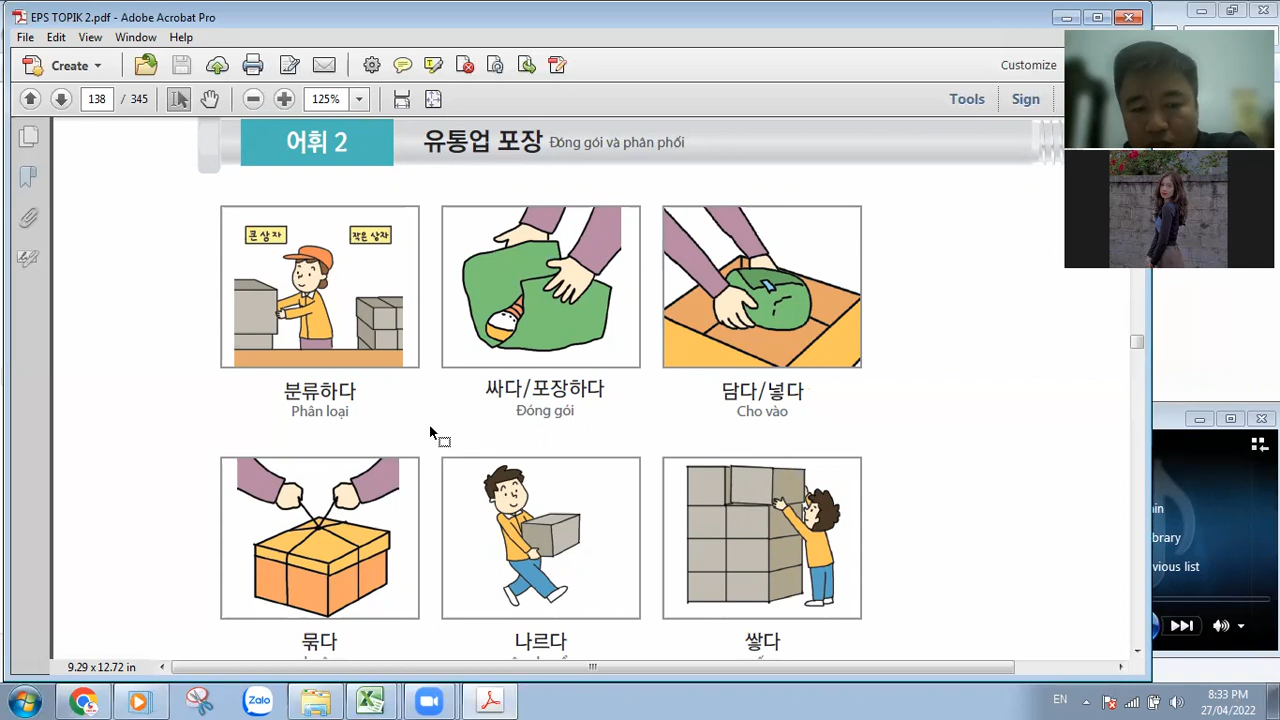 EPS TOPIK 2.pdf - Adobe Acrobat Pro
File Edit View Window Help
Create
Customize
138 / 345
125%
Tools
Sign
어휘 2
유통업 포장 Đóng gói và phân phối
큰 상자
작은 상자
분류하다
Phân loại
싸다/포장하다
Đóng gói
담다/넣다
Cho vào
묶다
나르다
쌓다
ain
brary
vious list
9.29 x 12.72 in
Zalo
EN
8:33 PM
27/04/2022